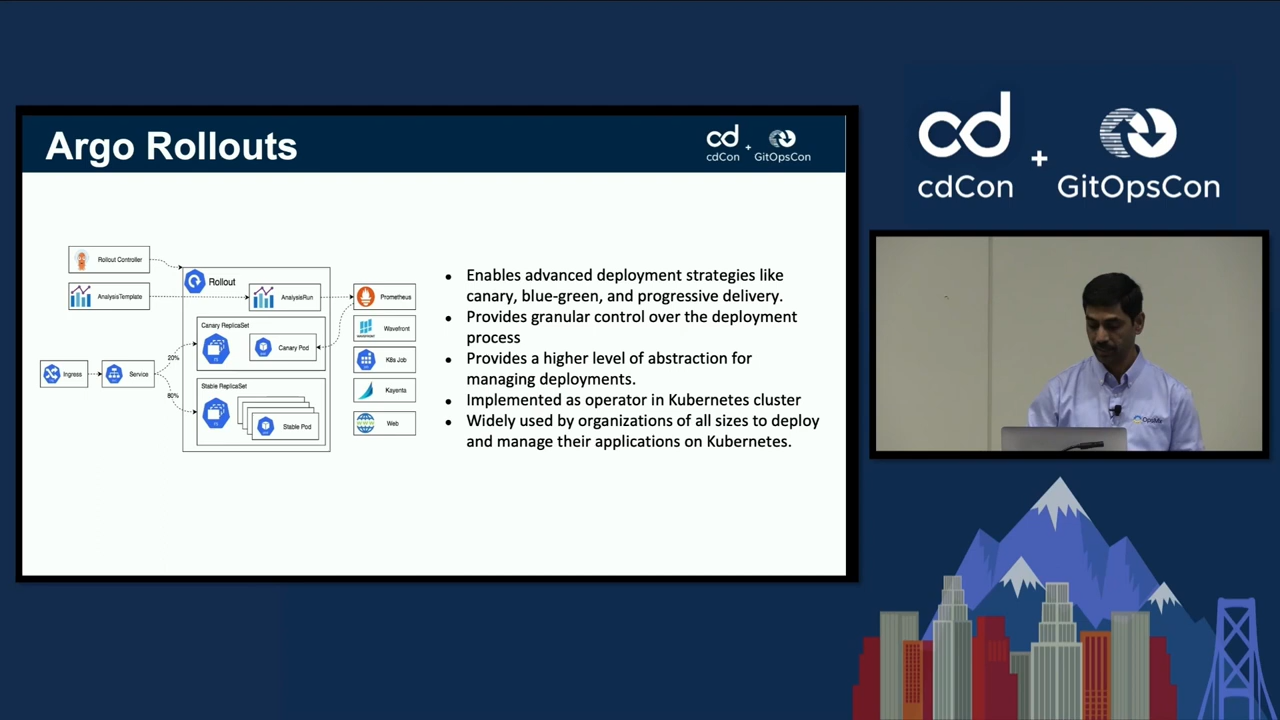 Argo Rollouts
cdCon
+
GitOpsCon
Rollout Controller
AnalysisTemplate
Rollout
AnalysisRun
Canary ReplicaSet
Canary Pod
Ingress
Service
20%
80%
Stable ReplicaSet
Stable Pod
Prometheus
Wavefront
K8s Job
Kayenta
Web
• Enables advanced deployment strategies like
canary, blue-green, and progressive delivery.
• Provides granular control over the deployment
process
• Provides a higher level of abstraction for
managing deployments.
• Implemented as operator in Kubernetes cluster
• Widely used by organizations of all sizes to deploy
and manage their applications on Kubernetes.
cd
cdCon
+
GitOpsCon